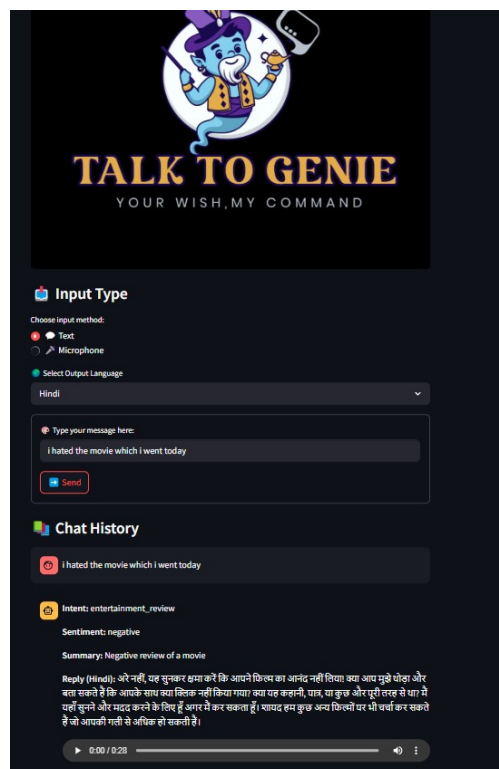 TALK TO GENIE
YOUR WISH,MY COMMAND
Input Type
Choose input method:
Text
Microphone
Select Output Language
Hindi
Type your message here:
i hated the movie which i went today
Send
Chat History
i hated the movie which i went today
Intent: entertainment_review
Sentiment: negative
Summary: Negative review of a movie
Reply (Hindi): अरे नहीं, यह सुनकर क्षमा करें कि आपने फिल्म का आनंद नहीं लिया! क्या आप मुझे थोड़ा और
बता सकते हैं कि आपके साथ क्या क्लिक नहीं किया गया? क्या यह कहानी, पात्र, या कुछ और पूरी तरह से था? मैं
यहाँ सुनने और मदद करने के लिए हूँ अगर मैं कर सकता हूँ। शायद हम कुछ अन्य फिल्मों पर भी चर्चा कर सकते
हैं जो आपकी गली से अधिक हो सकती हैं।
0:00 / 0:28